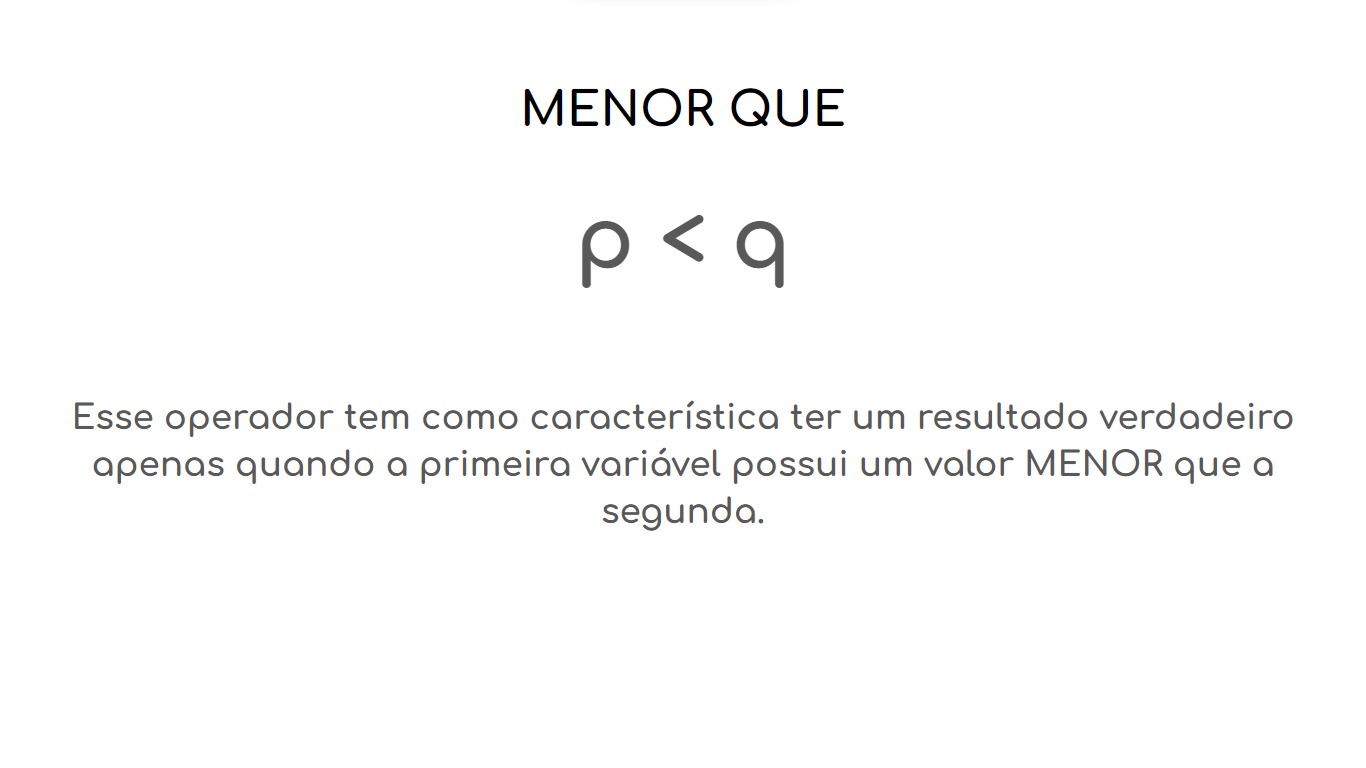 MENOR QUE
p < q
Esse operador tem como característica ter um resultado verdadeiro
apenas quando a primeira variável possui um valor MENOR que a
segunda.